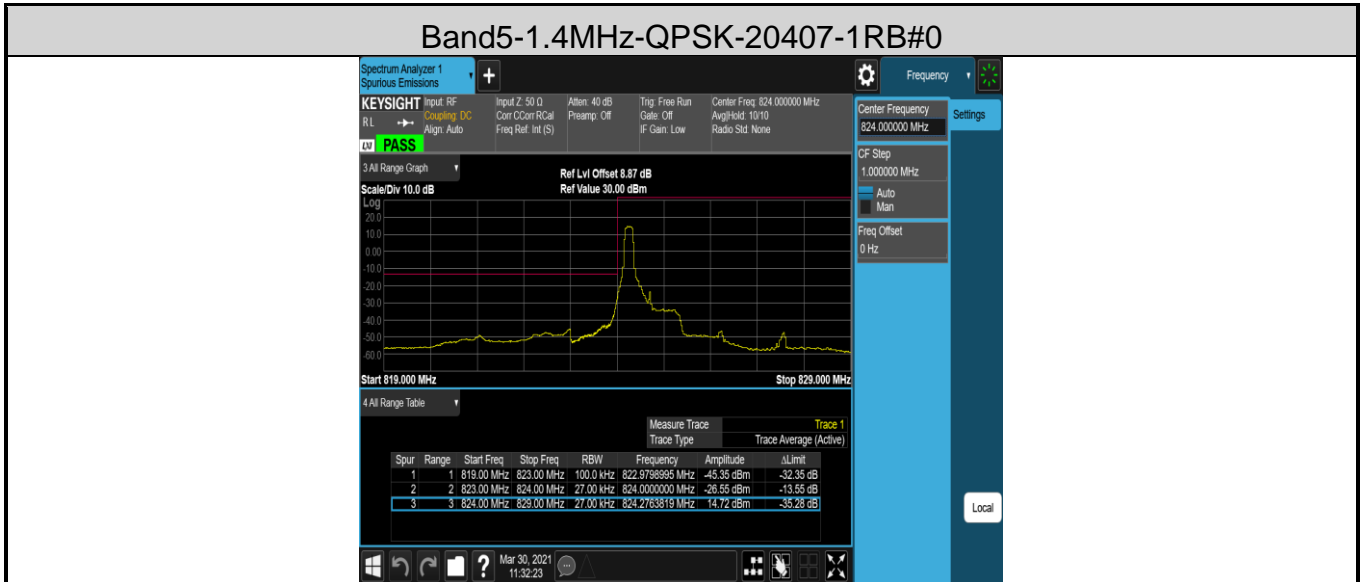 Band5-1.4MHz-QPSK-20407-1RB#0
Spectrum Analyzer 1
Spurious Emissions
+
Frequency
KEYSIGHT Input: RF Input Z: 50 Ω Atten: 40 dB Trig: Free Run Center Freq: 824.000000 MHz
RL Coupling: DC Corr CCorr RCal Preamp: Off Gate: Off Avg|Hold: 10/10
Align: Auto Freq Ref: Int (S) IF Gain: Low Radio Std: None
LXI PASS
Center Frequency
824.000000 MHz
Settings
CF Step
1.000000 MHz
Auto
Man
Freq Offset
0 Hz
3 All Range Graph
Ref Lvl Offset 8.87 dB
Scale/Div 10.0 dB Ref Value 30.00 dBm
Log
20.0
10.0
0.00
-10.0
-20.0
-30.0
-40.0
-50.0
-60.0
Start 819.000 MHz Stop 829.000 MHz
4 All Range Table
Measure Trace Trace 1
Trace Type Trace Average (Active)
Spur Range Start Freq Stop Freq RBW Frequency Amplitude ΔLimit
1 1 819.00 MHz 823.00 MHz 100.0 kHz 822.9798995 MHz -45.35 dBm -32.35 dB
2 2 823.00 MHz 824.00 MHz 27.00 kHz 824.0000000 MHz -26.55 dBm -13.55 dB
3 3 824.00 MHz 829.00 MHz 27.00 kHz 824.2763819 MHz 14.72 dBm -35.28 dB
Local
? Mar 30, 2021
11:32:23